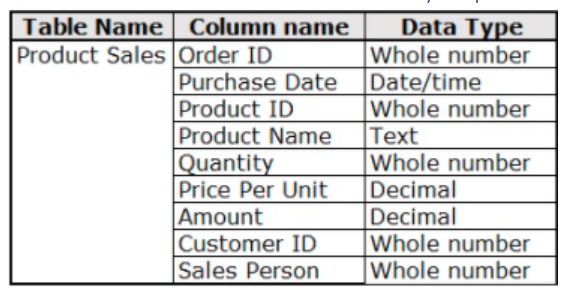 Table Name Column name Data Type
Product Sales Order ID Whole number
Purchase Date Date/time
Product ID Whole number
Product Name Text
Quantity Whole number
Price Per Unit Decimal
Amount Decimal
Customer ID Whole number
Sales Person Whole number